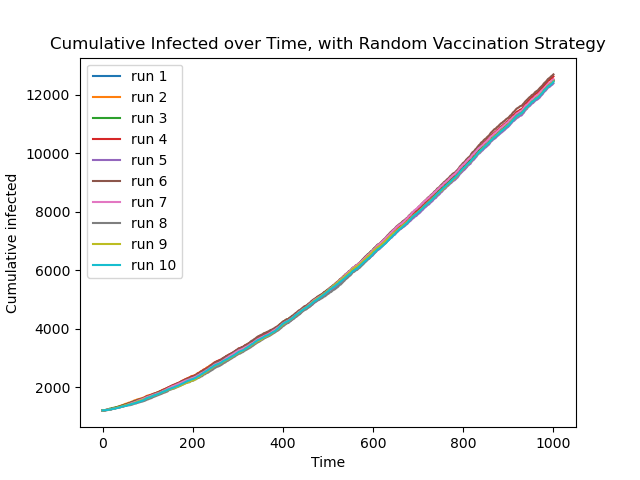 Cumulative Infected over Time, with Random Vaccination Strategy
Cumulative infected
12000
10000
8000
6000
4000
2000
run 1
run 2
run 3
run 4
run 5
run 6
run 7
run 8
run 9
run 10
0 200 400 600 800 1000
Time